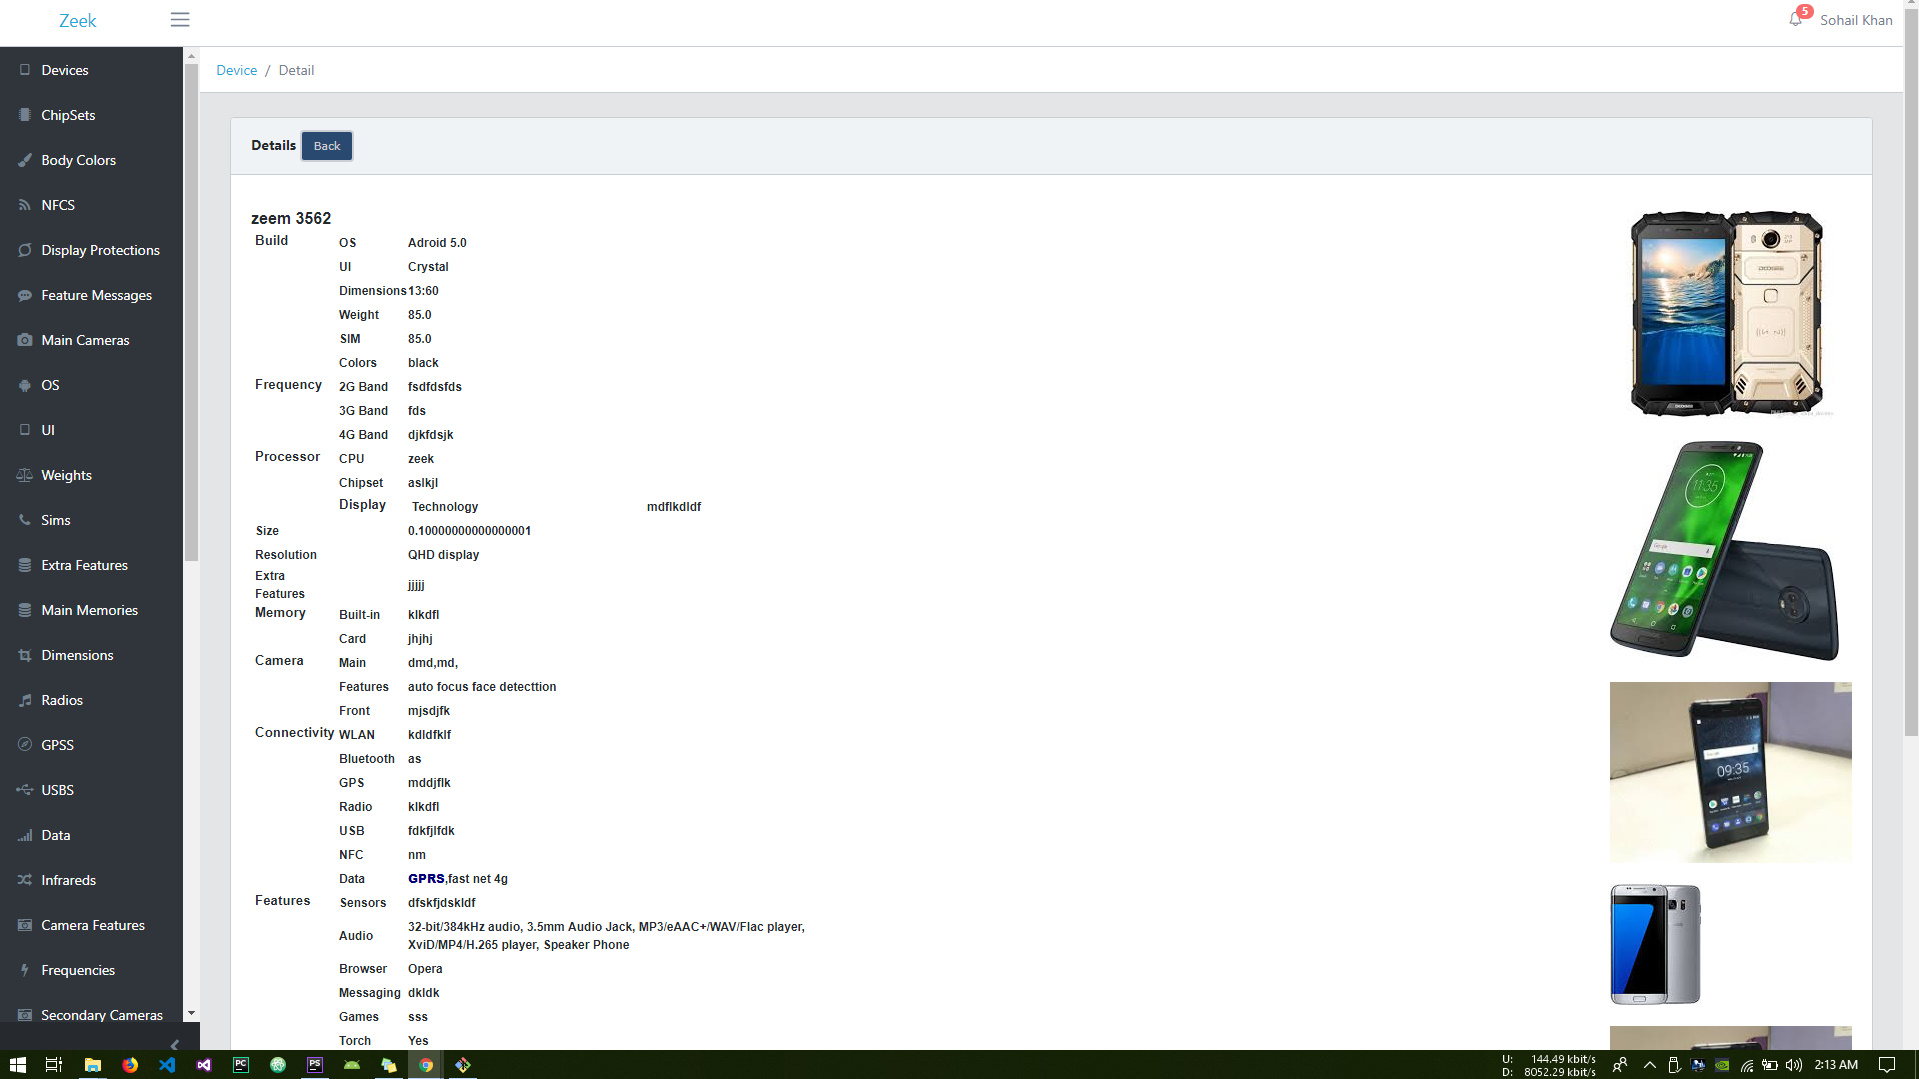 Zeek
5
Sohail Khan
Devices
ChipSets
Body Colors
NFCS
Display Protections
Feature Messages
Main Cameras
OS
UI
Weights
Sims
Extra Features
Main Memories
Dimensions
Radios
GPSS
USBS
Data
Infrareds
Camera Features
Frequencies
Secondary Cameras
Device / Detail
Details Back
zeem 3562
Build OS Adroid 5.0
UI Crystal
Dimensions 13:60
Weight 85.0
SIM 85.0
Colors black
Frequency 2G Band fsdfdsfds
3G Band fds
4G Band djkfdsjk
Processor CPU zeek
Chipset aslkjl
Display Technology mdflkdldf
Size 0.10000000000000001
Resolution QHD display
Extra
Features jjjjj
Memory Built-in klkdfl
Card jhjhj
Camera Main dmd,md,
Features auto focus face detecttion
Front mjsdjfk
Connectivity WLAN kdldfklf
Bluetooth as
GPS mddjflk
Radio klkdfl
USB fdkfjlfdk
NFC nm
Data GPRS,fast net 4g
Features Sensors dfskfjdskldf
Audio 32-bit/384kHz audio, 3.5mm Audio Jack, MP3/eAAC+/WAV/Flac player,
XviD/MP4/H.265 player, Speaker Phone
Browser Opera
Messaging dkldk
Games sss
Torch Yes
DOOGEE
11:35
Google
09:35
PC
PS
U: 144.49 kbit/s
D: 8052.29 kbit/s
2:13 AM